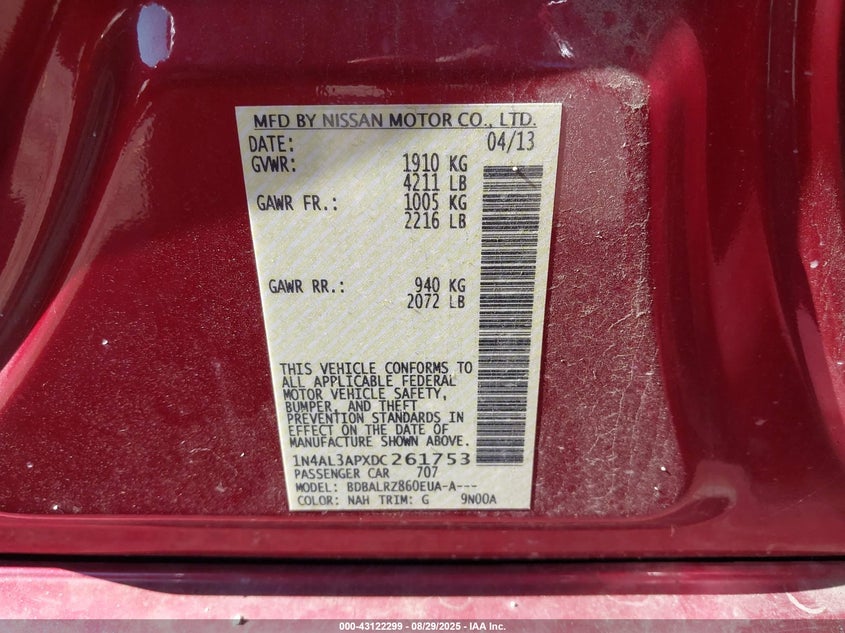 MFD BY NISSAN MOTOR CO., LTD.
DATE: 04/13
GVWR: 1910 KG
4211 LB
GAWR FR.: 1005 KG
2216 LB
GAWR RR.: 940 KG
2072 LB
THIS VEHICLE CONFORMS TO
ALL APPLICABLE FEDERAL
MOTOR VEHICLE SAFETY,
BUMPER, AND THEFT
PREVENTION STANDARDS IN
EFFECT ON THE DATE OF
MANUFACTURE SHOWN ABOVE.
1N4AL3APXDC261753
PASSENGER CAR 707
MODEL: BDBALRZ860EUA-A---
COLOR: NAH TRIM: G 9N00A
000-43122299 - 08/29/2025 - IAA Inc.